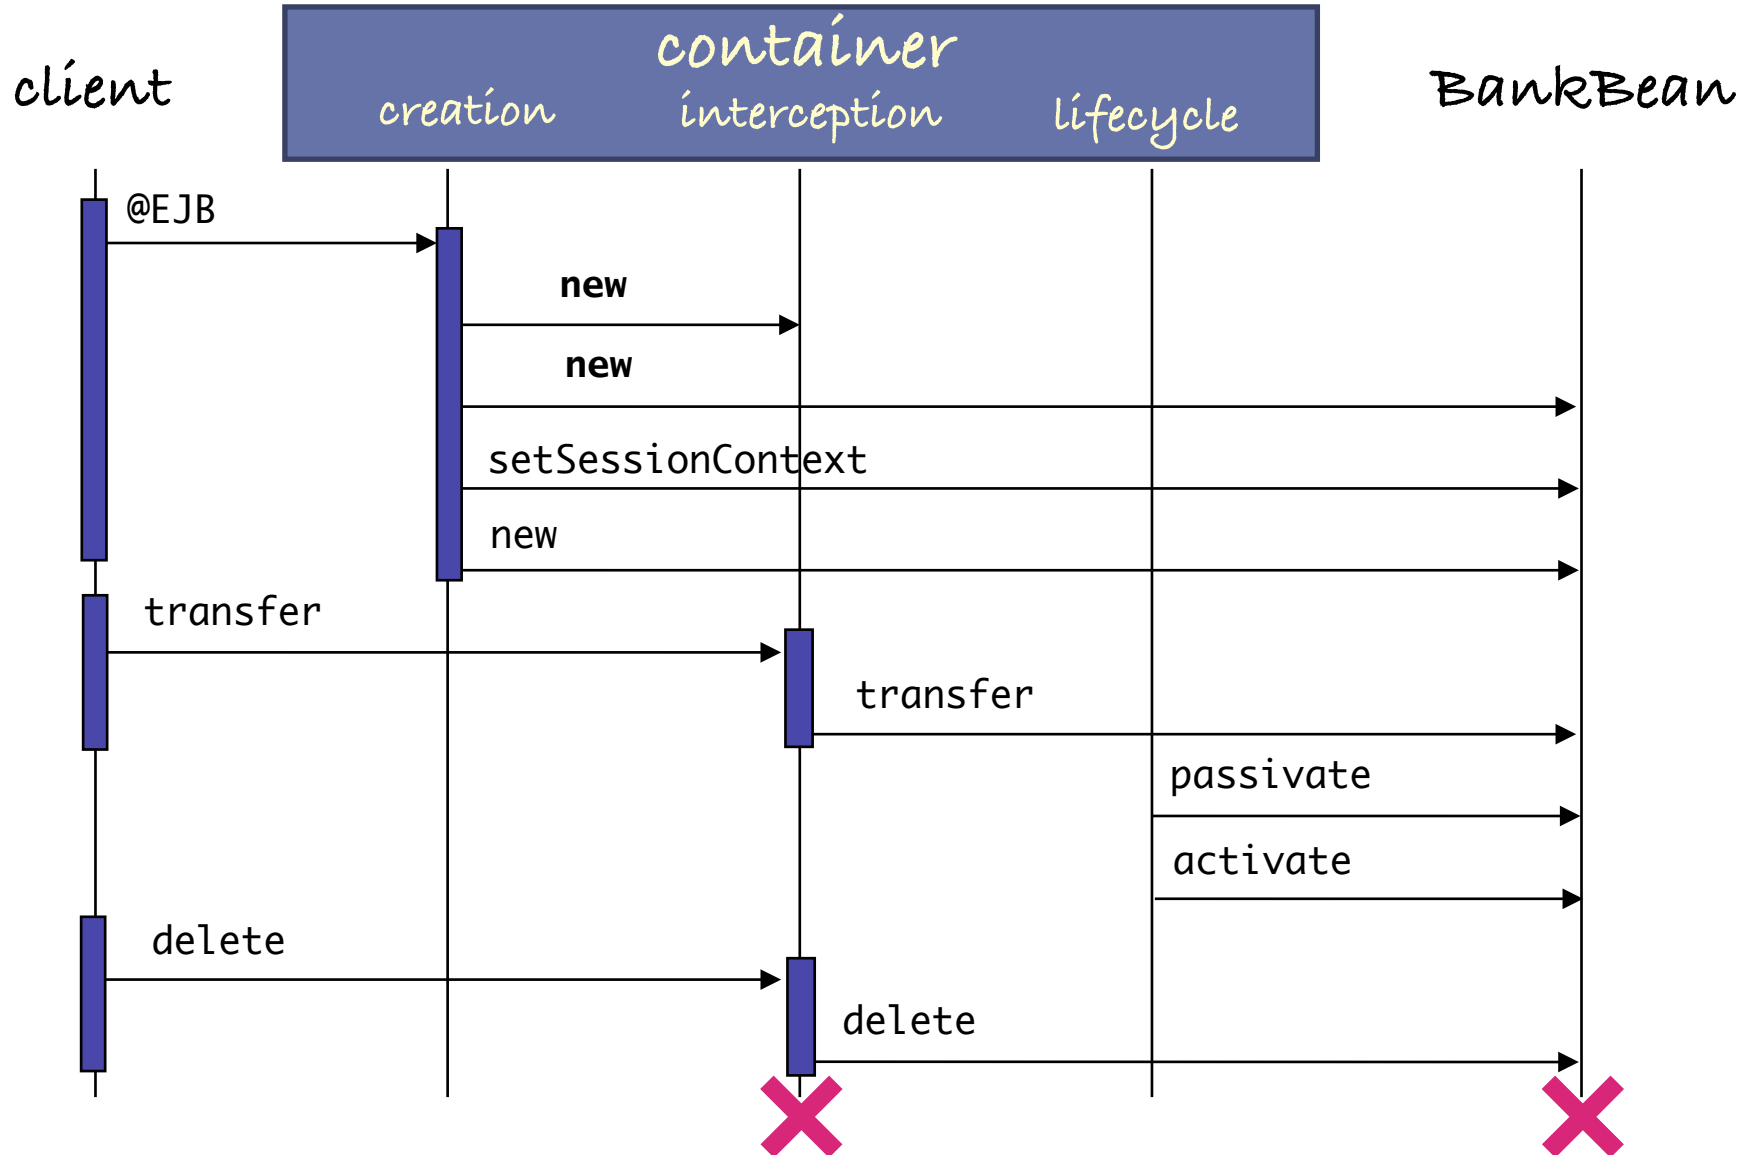 container
client
creation
interception
lifecycle
BankBean
@EJB
new
new
setSessionContext
new
transfer
transfer
passivate
activate
delete
delete